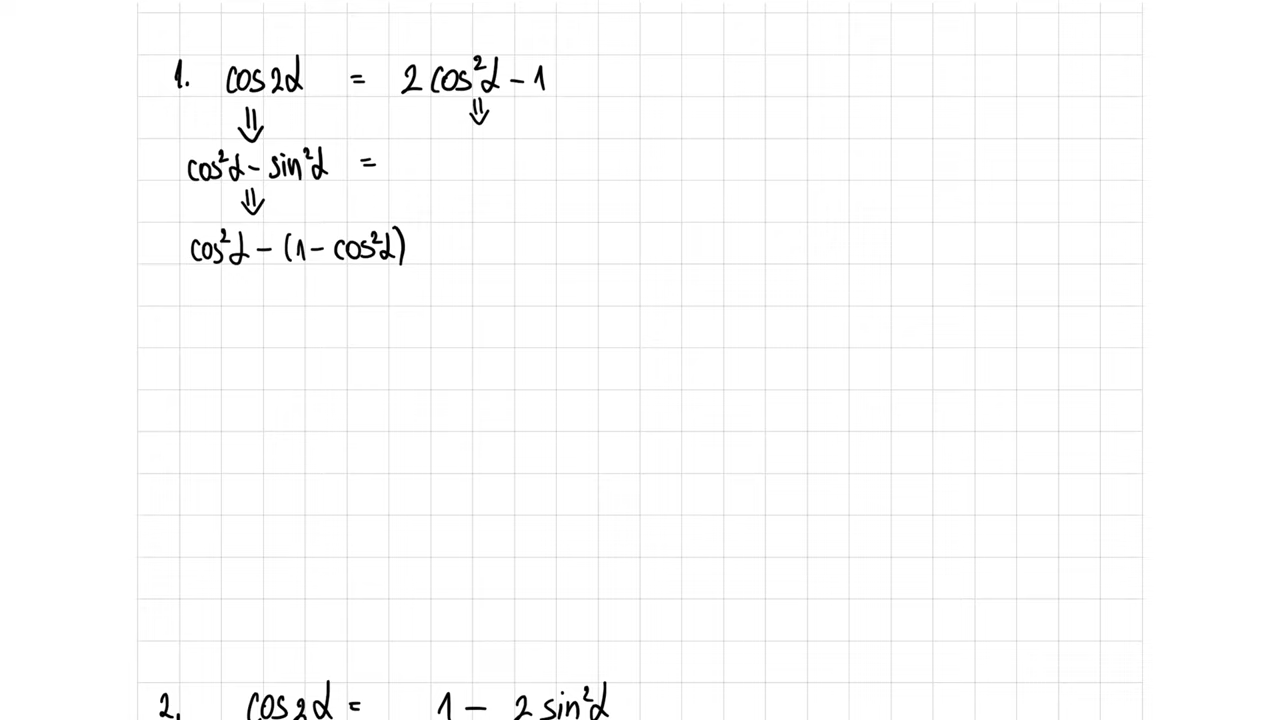 1. cos2α = 2cos²α - 1
⇓ ⇓
cos²α - sin²α =
⇓
cos²α - (1 - cos²α)
2. cos2α = 1 - 2sin²α